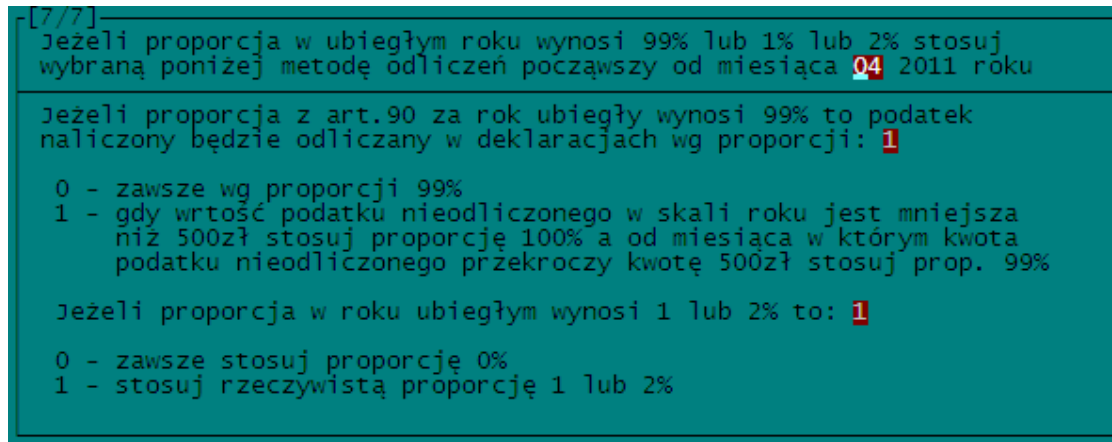 [7/7]
Jeżeli proporcja w ubiegłym roku wynosi 99% lub 1% lub 2% stosuj
wybraną poniżej metodę odliczeń począwszy od miesiąca 04 2011 roku
Jeżeli proporcja z art.90 za rok ubiegły wynosi 99% to podatek
naliczony będzie odliczany w deklaracjach wg proporcji: 1
0 - zawsze wg proporcji 99%
1 - gdy wrtość podatku nieodliczonego w skali roku jest mniejsza
niż 500zł stosuj proporcję 100% a od miesiąca w którym kwota
podatku nieodliczonego przekroczy kwotę 500zł stosuj prop. 99%
Jeżeli proporcja w roku ubiegłym wynosi 1 lub 2% to: 1
0 - zawsze stosuj proporcję 0%
1 - stosuj rzeczywistą proporcję 1 lub 2%